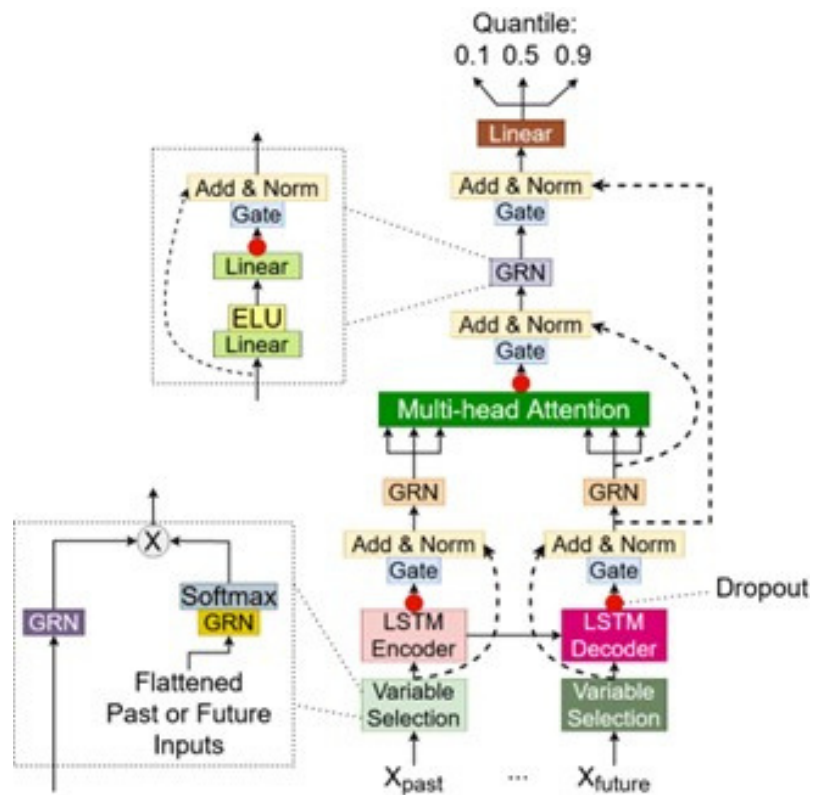 Quantile:
0.1 0.5 0.9
Linear
Add & Norm
Gate
GRN
Add & Norm
Gate
Multi-head Attention
GRN
GRN
Add & Norm
Gate
Add & Norm
Gate
Dropout
LSTM
Encoder
LSTM
Decoder
Variable
Selection
Variable
Selection
Xpast
...
Xfuture
Add & Norm
Gate
Linear
ELU
Linear
X
Softmax
GRN
GRN
Flattened
Past or Future
Inputs